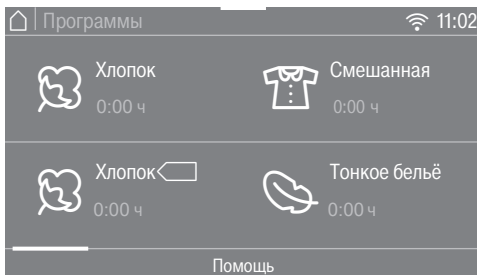 Программы 11:02
Хлопок Смешанная
0:00 ч 0:00 ч
Хлопок Тонкое бельё
0:00 ч 0:00 ч
Помощь